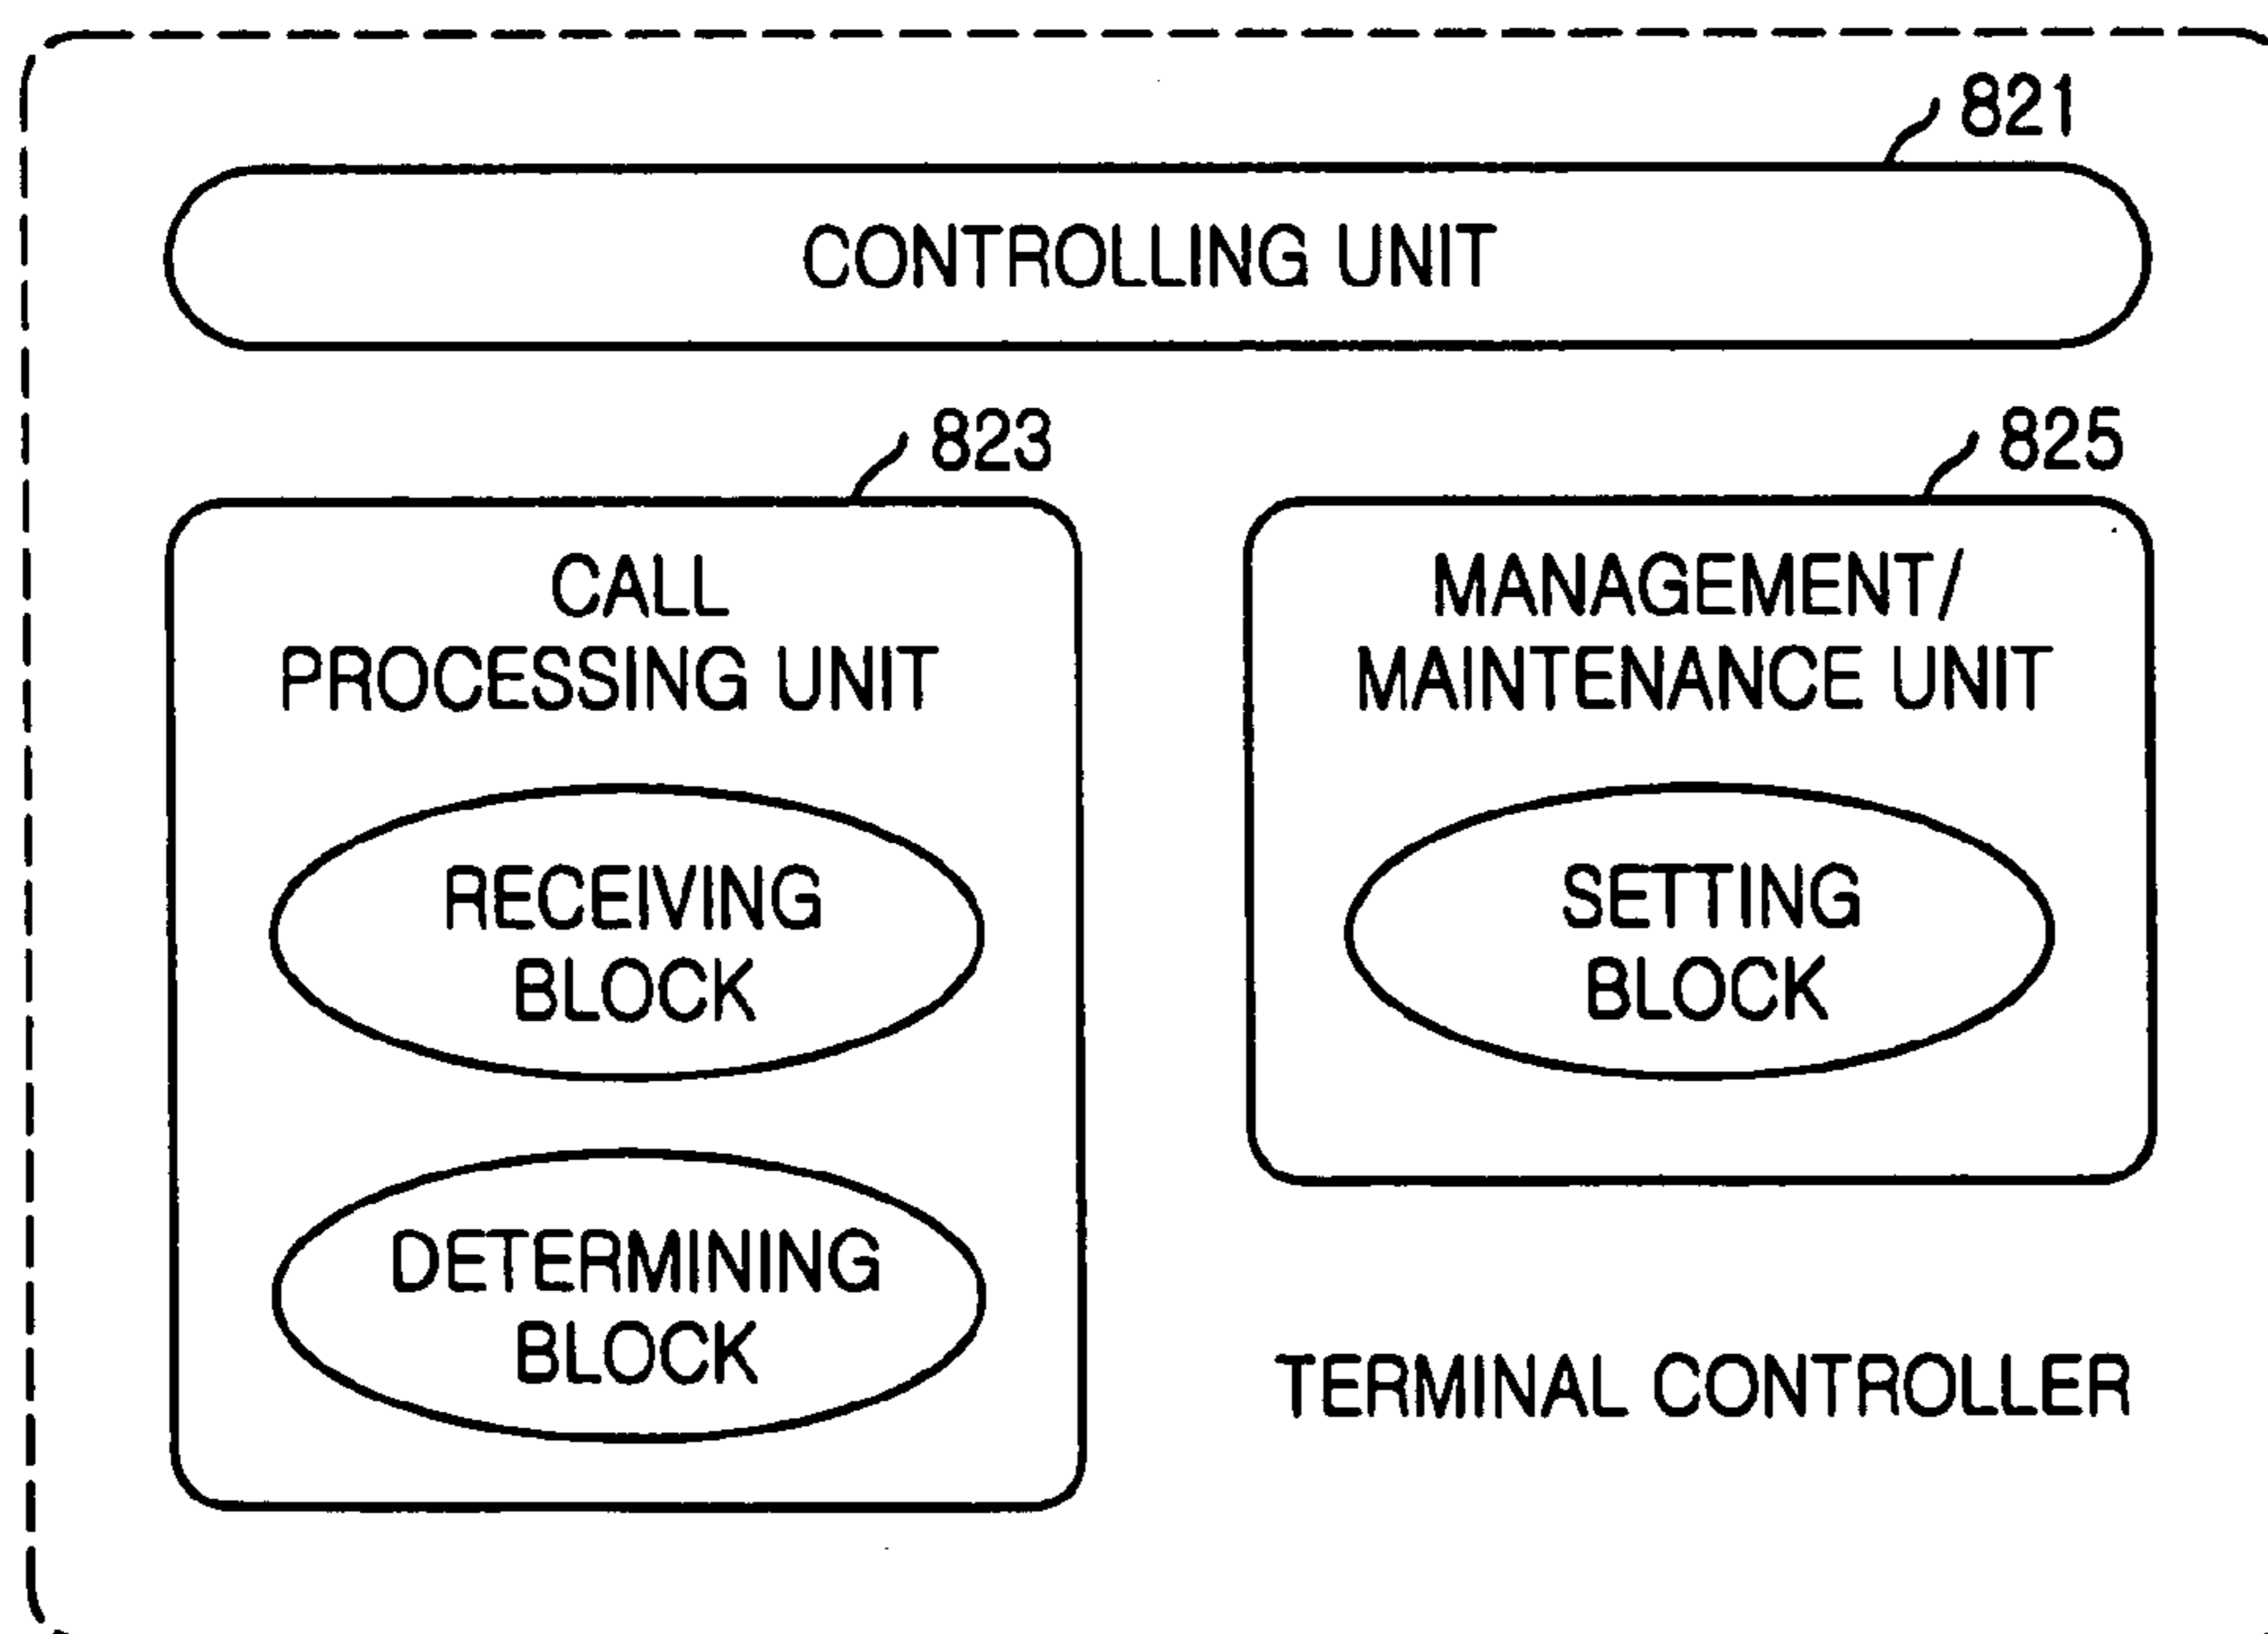 821
CONTROLLING UNIT
823
CALL
PROCESSING UNIT
RECEIVING
BLOCK
DETERMINING
BLOCK
825
MANAGEMENT/
MAINTENANCE UNIT
SETTING
BLOCK
TERMINAL CONTROLLER